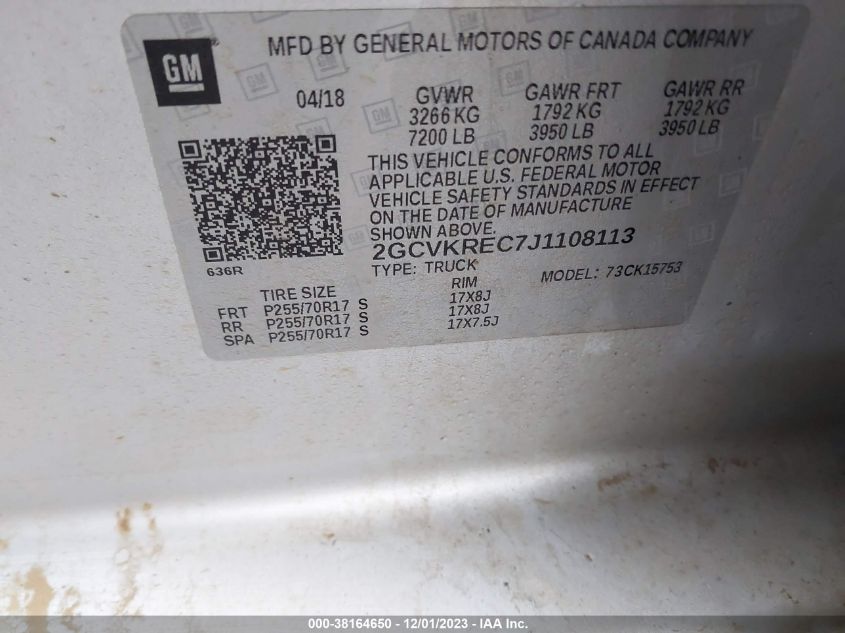 GM
MFD BY GENERAL MOTORS OF CANADA COMPANY
04/18 GVWR GAWR FRT GAWR RR
3266 KG 1792 KG 1792 KG
7200 LB 3950 LB 3950 LB
THIS VEHICLE CONFORMS TO ALL
APPLICABLE U.S. FEDERAL MOTOR
VEHICLE SAFETY STANDARDS IN EFFECT
ON THE DATE OF MANUFACTURE
SHOWN ABOVE.
2GCVKREC7J1108113
636R TYPE: TRUCK MODEL: 73CK15753
TIRE SIZE RIM
FRT P255/70R17 S 17X8J
RR P255/70R17 S 17X8J
SPA P255/70R17 S 17X7.5J
000-38164650 - 12/01/2023 - IAA Inc.